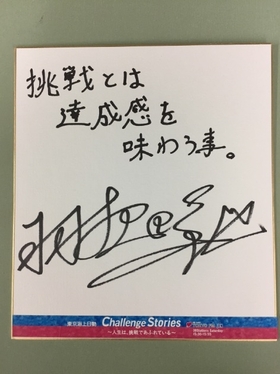 挑戦とは
達成感を
味わう事。
東京海上日動 Challenge Stories
～人生は、挑戦であふれている～